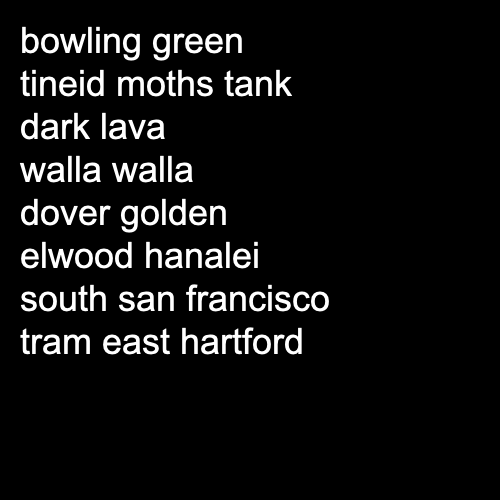 bowling green
tineid moths tank
dark lava
walla walla
dover golden
elwood hanalei
south san francisco
tram east hartford